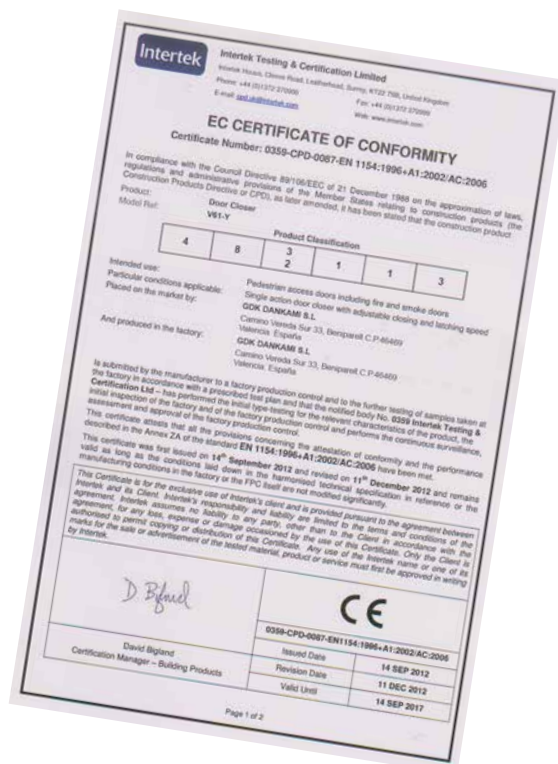 Intertek
Intertek Testing & Certification Limited
Intertek House, Cleeve Road, Leatherhead, Surrey, KT22 7SB, United Kingdom
Phone: +44 (0)1372 370900 Fax: +44 (0)1372 370999
E-mail: Web: www.intertek.com
EC CERTIFICATE OF CONFORMITY
Certificate Number: 0359-CPD-0087-EN 1154:1996+A1:2002/AC:2006
In compliance with the Council Directive 89/106/EEC of 21 December 1988 on the approximation of laws,
regulations and administrative provisions of the Member States relating to construction products (the
Construction Products Directive or CPD), as later amended, it has been stated that the construction product
Product: Door Closer
Model Ref: V61-Y
Product Classification
4 8 3 1 1 3
2
Intended use: Pedestrian access doors including fire and smoke doors
Particular conditions applicable: Single action door closer with adjustable closing and latching speed
Placed on the market by: GDK DANKAMI S.L
Camino Vereda Sur 33, Beniparell C.P-46469
Valencia. España
And produced in the factory: GDK DANKAMI S.L
Camino Vereda Sur 33, Beniparell C.P-46469
Valencia. España
Is submitted by the manufacturer to a factory production control and to the further testing of samples taken at
the factory in accordance with a prescribed test plan and that the notified body No. 0359 Intertek Testing &
Certification Ltd – has performed the initial type-testing for the relevant characteristics of the product, the
initial inspection of the factory and of the factory production control and performs the continuous surveillance,
assessment and approval of the factory production control.
This certificate attests that all the provisions concerning the attestation of conformity and the performance
described in the Annex ZA of the standard EN 1154:1996+A1:2002/AC:2006 have been met.
This certificate was first issued on 14th September 2012 and revised on 11th December 2012 and remains
valid as long as the conditions laid down in the harmonised technical specification in reference or the
manufacturing conditions in the factory or the FPC itself are not modified significantly.
This Certificate is for the exclusive use of Intertek's client and is provided pursuant to the agreement between
Intertek and its Client. Intertek's responsibility and liability are limited to the terms and conditions of the
agreement. Intertek assumes no liability to any party, other than to the Client in accordance with the
agreement, for any loss, expense or damage occasioned by the use of this Certificate. Only the Client is
authorised to permit copying or distribution of this Certificate. Any use of the Intertek name or one of its
marks for the sale or advertisement of the tested material, product or service must first be approved in writing
by Intertek.
CE
0359-CPD-0087-EN1154:1996+A1:2002/AC:2006
David Bigland
Certification Manager – Building Products
Issued Date 14 SEP 2012
Revision Date 11 DEC 2012
Valid Until 14 SEP 2017
Page 1 of 2